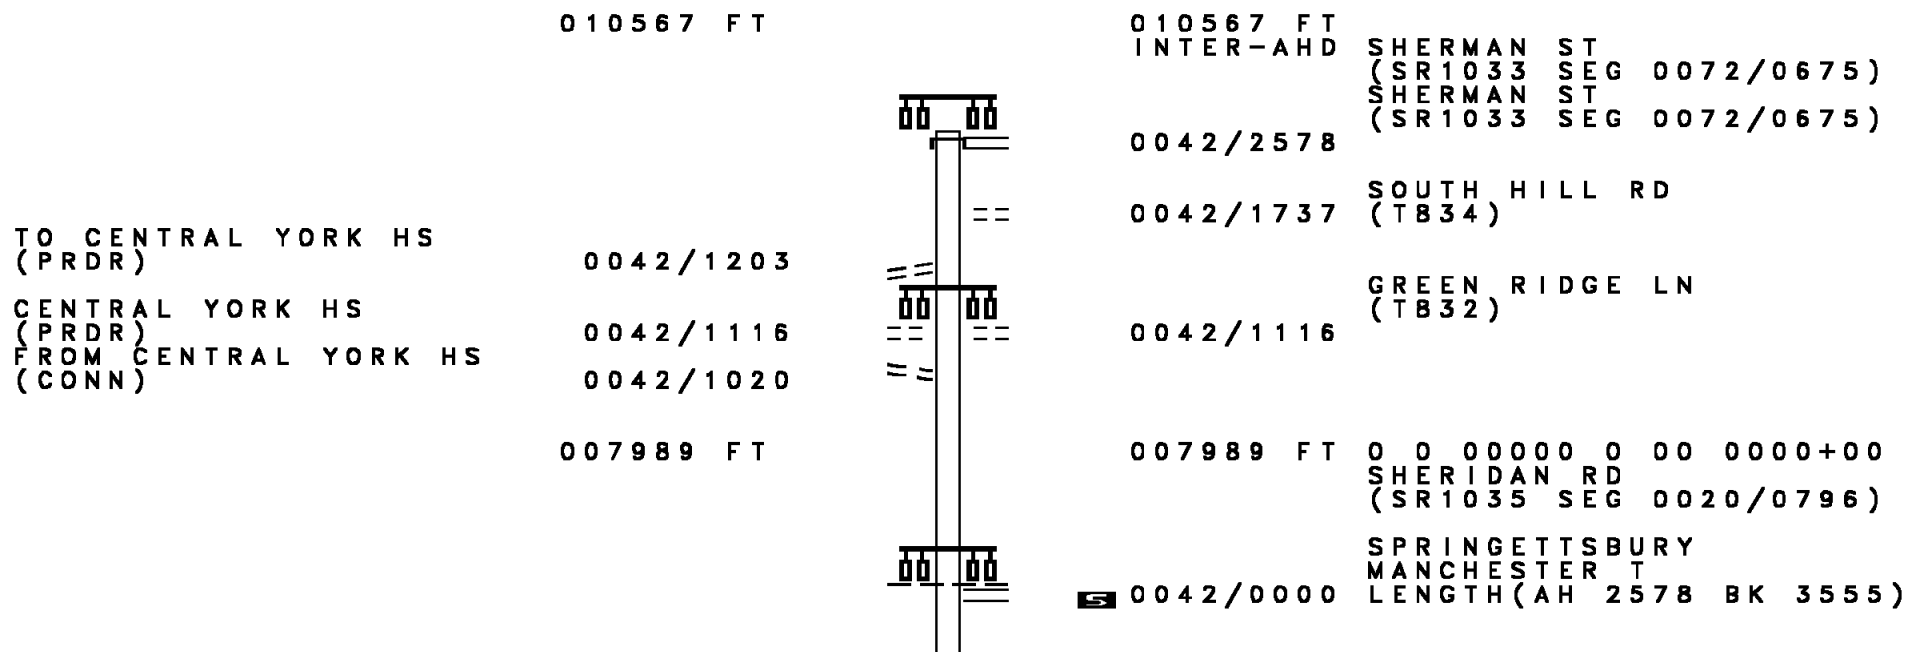 010567 FT 010567 FT
INTER-AHD SHERMAN ST
(SR1033 SEG 0072/0675)
SHERMAN ST
(SR1033 SEG 0072/0675)
0042/2578
SOUTH HILL RD
0042/1737 (T834)
TO CENTRAL YORK HS
(PRDR) 0042/1203
GREEN RIDGE LN
CENTRAL YORK HS (T832)
(PRDR) 0042/1116 0042/1116
FROM CENTRAL YORK HS
(CONN) 0042/1020
007989 FT 007989 FT 0 0 00000 0 00 0000+00
SHERIDAN RD
(SR1035 SEG 0020/0796)
SPRINGETTSBURY
MANCHESTER T
S 0042/0000 LENGTH(AH 2578 BK 3555)